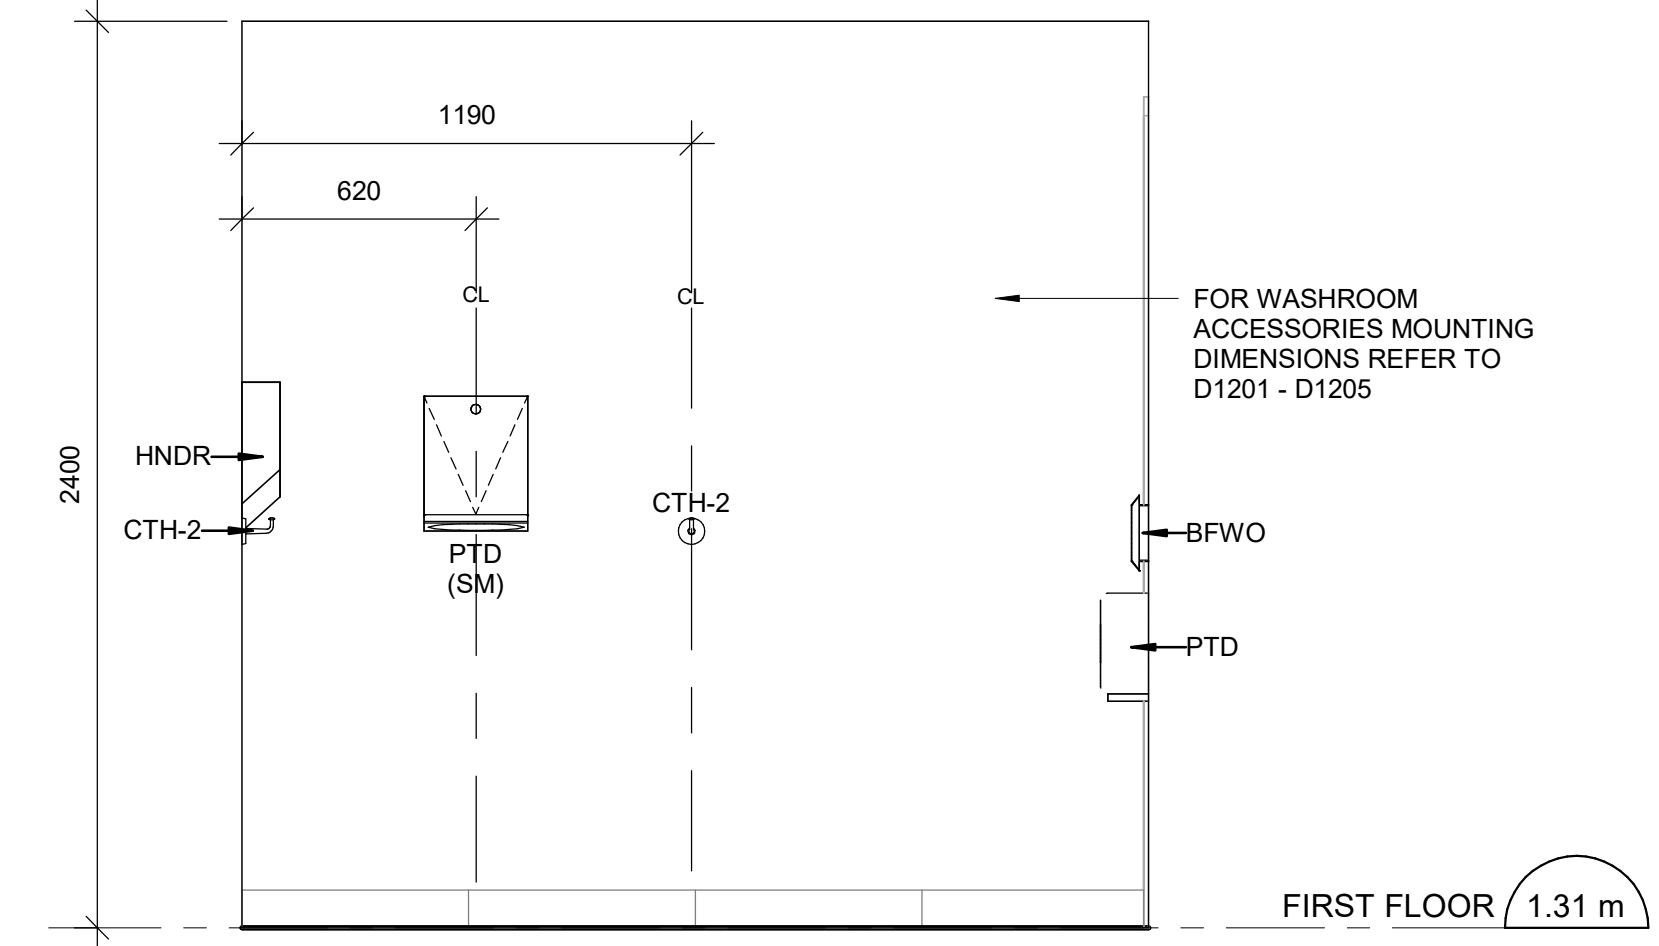 1190
620
CL
CL
FOR WASHROOM
ACCESSORIES MOUNTING
DIMENSIONS REFER TO
D1201 - D1205
2400
HNDR
CTH-2
CTH-2
PTD
(SM)
BFWO
PTD
FIRST FLOOR
1.31 m